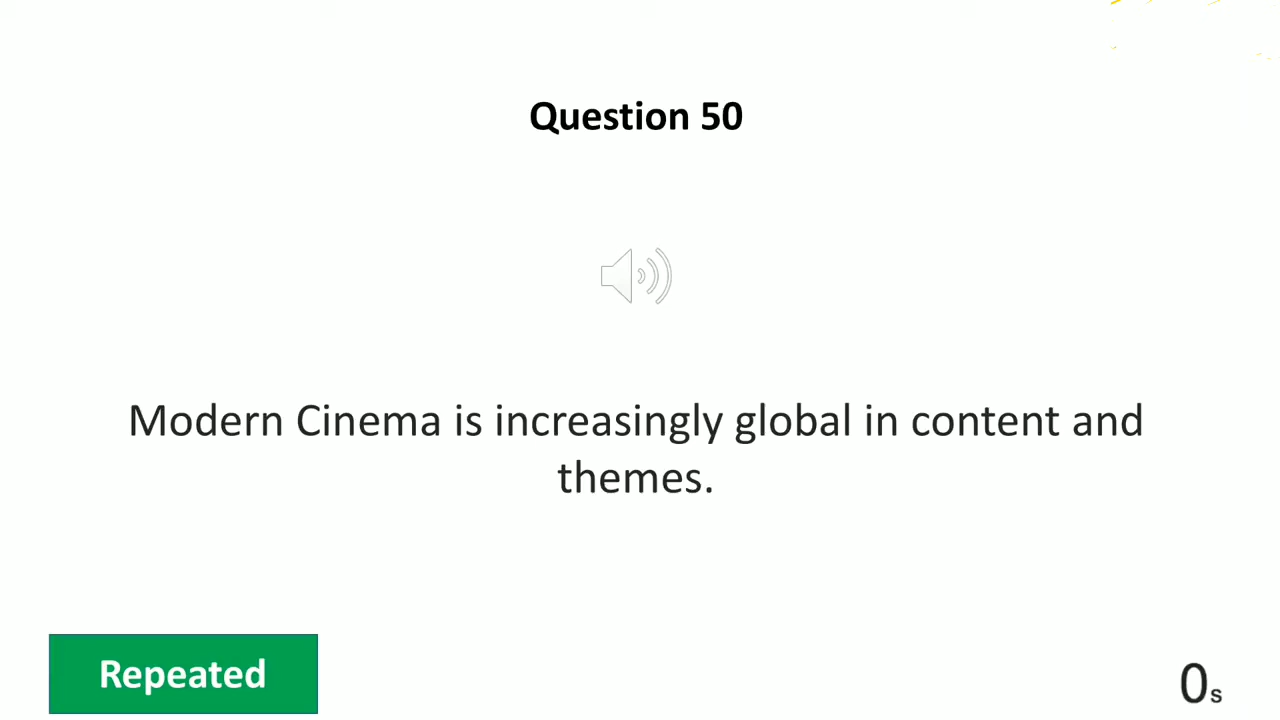 Question 50
Modern Cinema is increasingly global in content and
themes.
Repeated
0s